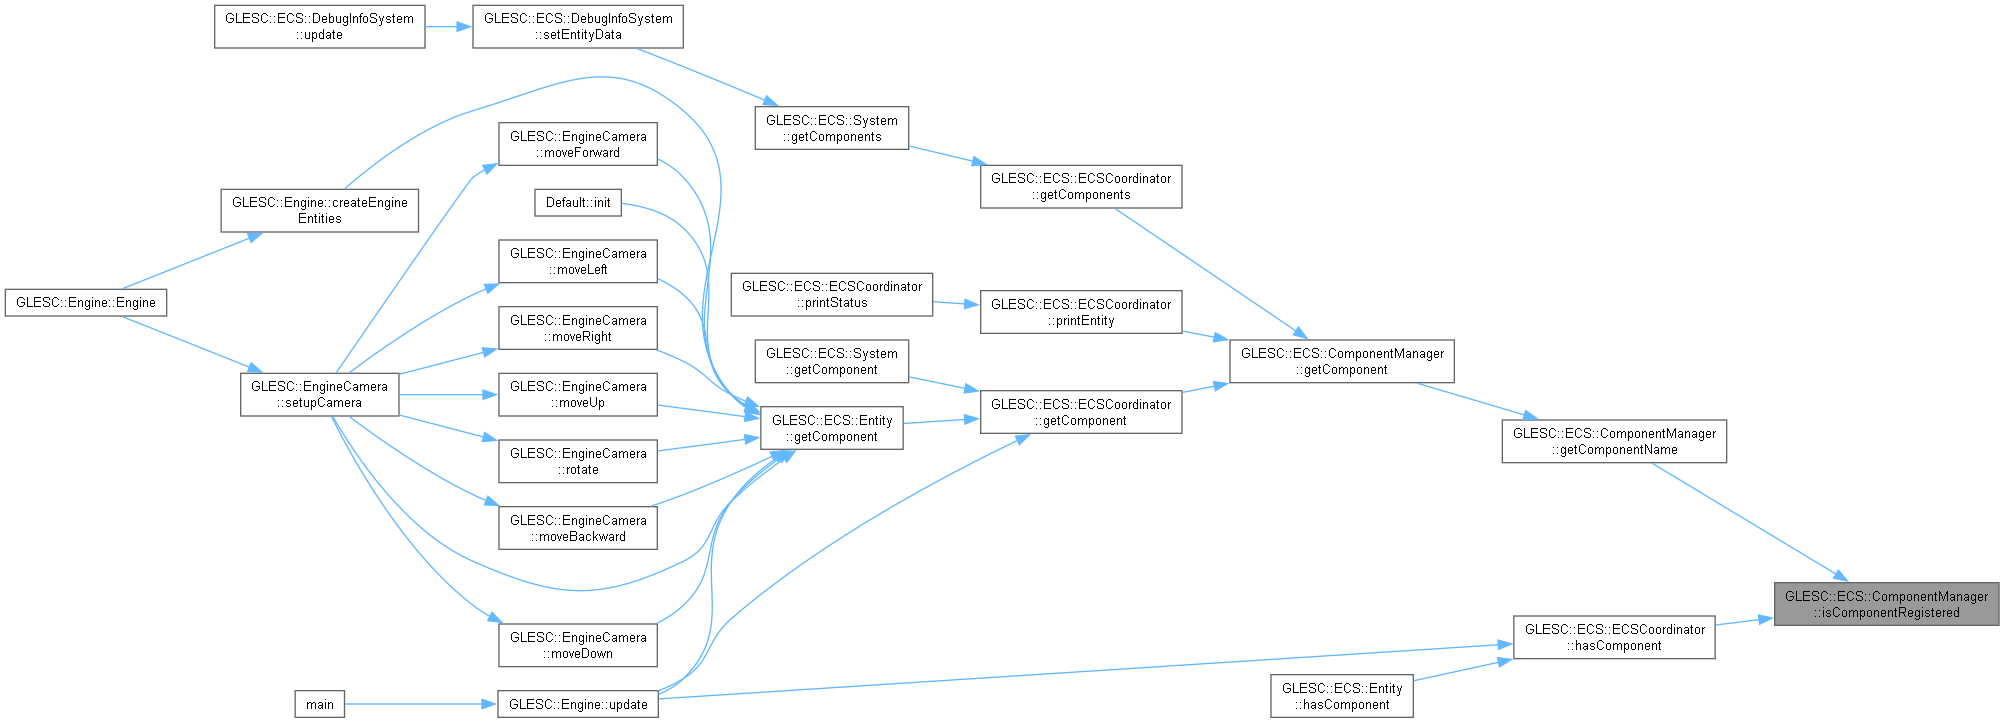 GLESC::ECS::DebugInfoSystem
::update
GLESC::ECS::DebugInfoSystem
::setEntityData
GLESC::ECS::System
::getComponents
GLESC::EngineCamera
::moveForward
GLESC::ECS::ECSCoordinator
::getComponents
GLESC::Engine::createEngine
Entities
Default::init
GLESC::EngineCamera
::moveLeft
GLESC::Engine::Engine
GLESC::ECS::ECSCoordinator
::printStatus
GLESC::ECS::ECSCoordinator
::printEntity
GLESC::EngineCamera
::moveRight
GLESC::ECS::System
::getComponent
GLESC::ECS::ComponentManager
::getComponent
GLESC::EngineCamera
::setupCamera
GLESC::EngineCamera
::moveUp
GLESC::ECS::Entity
::getComponent
GLESC::ECS::ECSCoordinator
::getComponent
GLESC::ECS::ComponentManager
::getComponentName
GLESC::EngineCamera
::rotate
GLESC::EngineCamera
::moveBackward
GLESC::ECS::ComponentManager
::isComponentRegistered
GLESC::EngineCamera
::moveDown
GLESC::ECS::ECSCoordinator
::hasComponent
GLESC::ECS::Entity
::hasComponent
main
GLESC::Engine::update